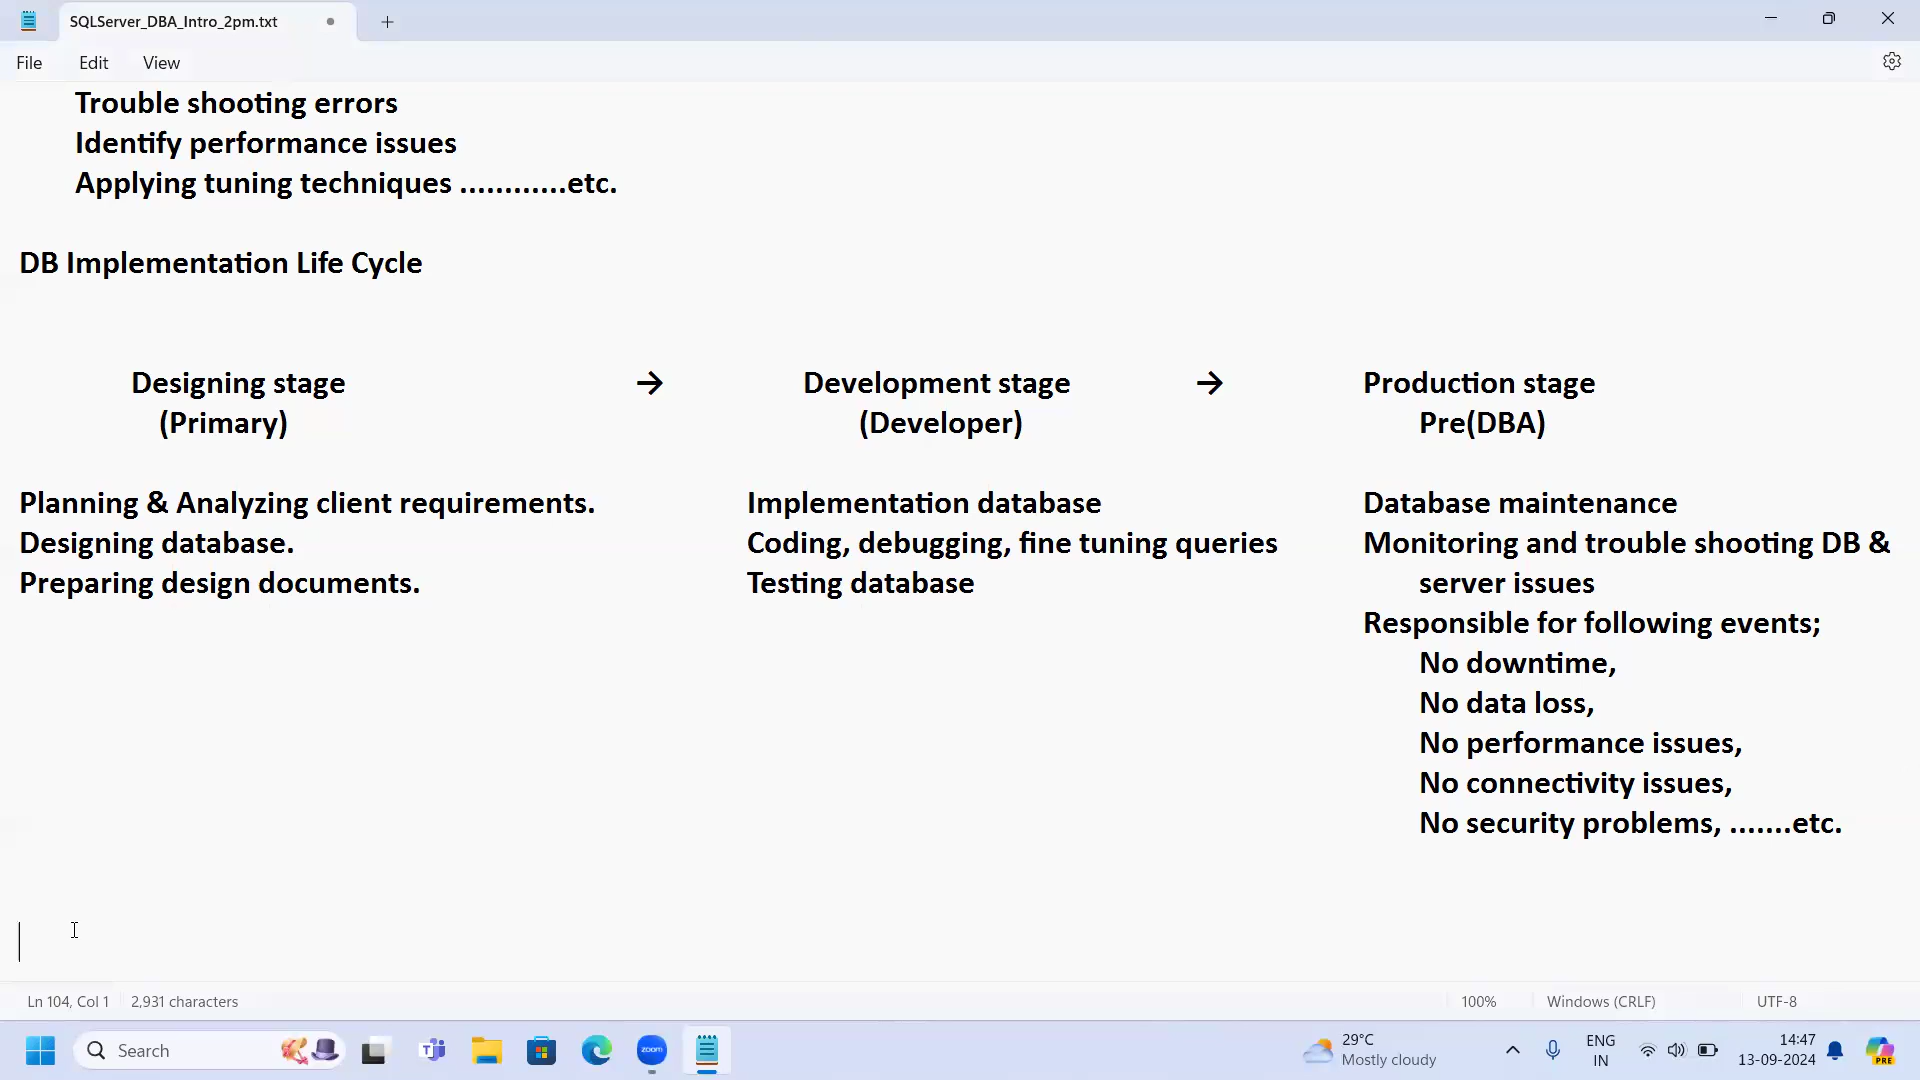 SQLServer_DBA_Intro_2pm.txt
File Edit View
Trouble shooting errors
Identify performance issues
Applying tuning techniques ............etc.
DB Implementation Life Cycle
Designing stage → Development stage → Production stage
(Primary) (Developer) Pre(DBA)
Planning & Analyzing client requirements. Implementation database Database maintenance
Designing database. Coding, debugging, fine tuning queries Monitoring and trouble shooting DB &
Preparing design documents. Testing database server issues
Responsible for following events;
No downtime,
No data loss,
No performance issues,
No connectivity issues,
No security problems, .......etc.
Ln 104, Col 1 2,931 characters 100% Windows (CRLF) UTF-8
Search zoom 29°C ENG 14:47
Mostly cloudy IN 13-09-2024 PRE